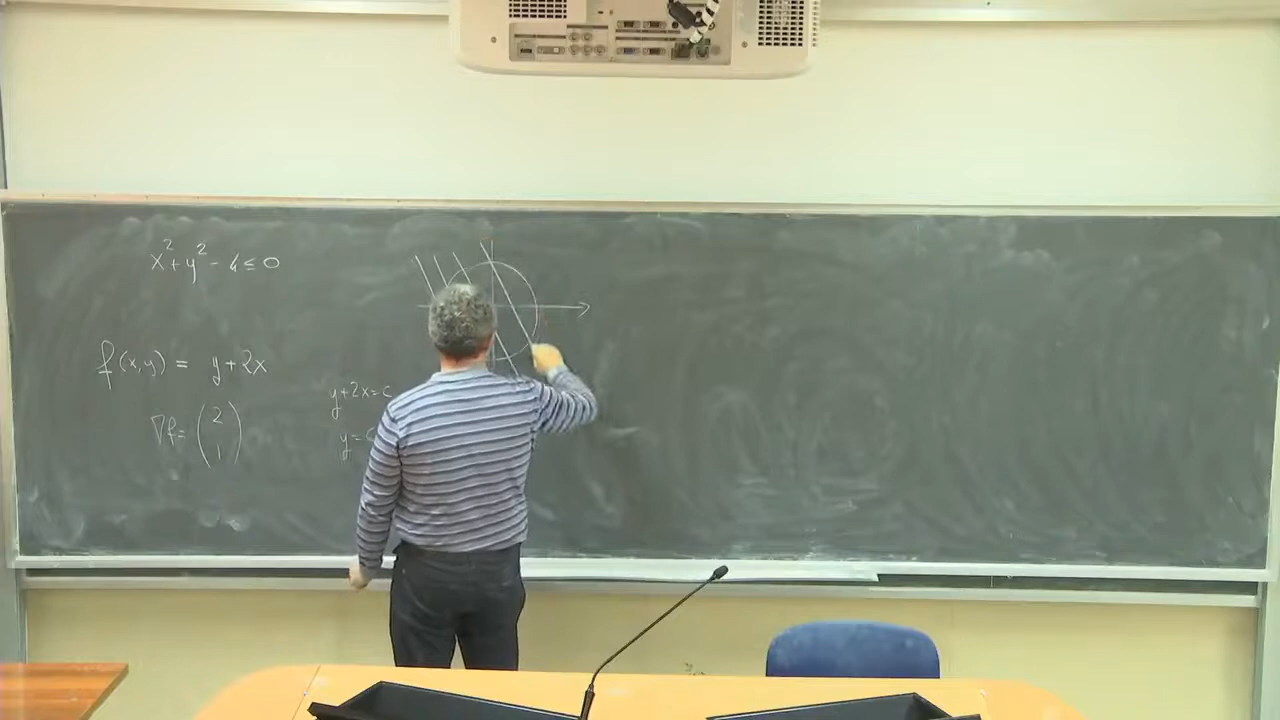 x² + y² - 4 ≤ 0
f(x,y) = y + 2x
∇f = (2 1)
y + 2x = c
y = c